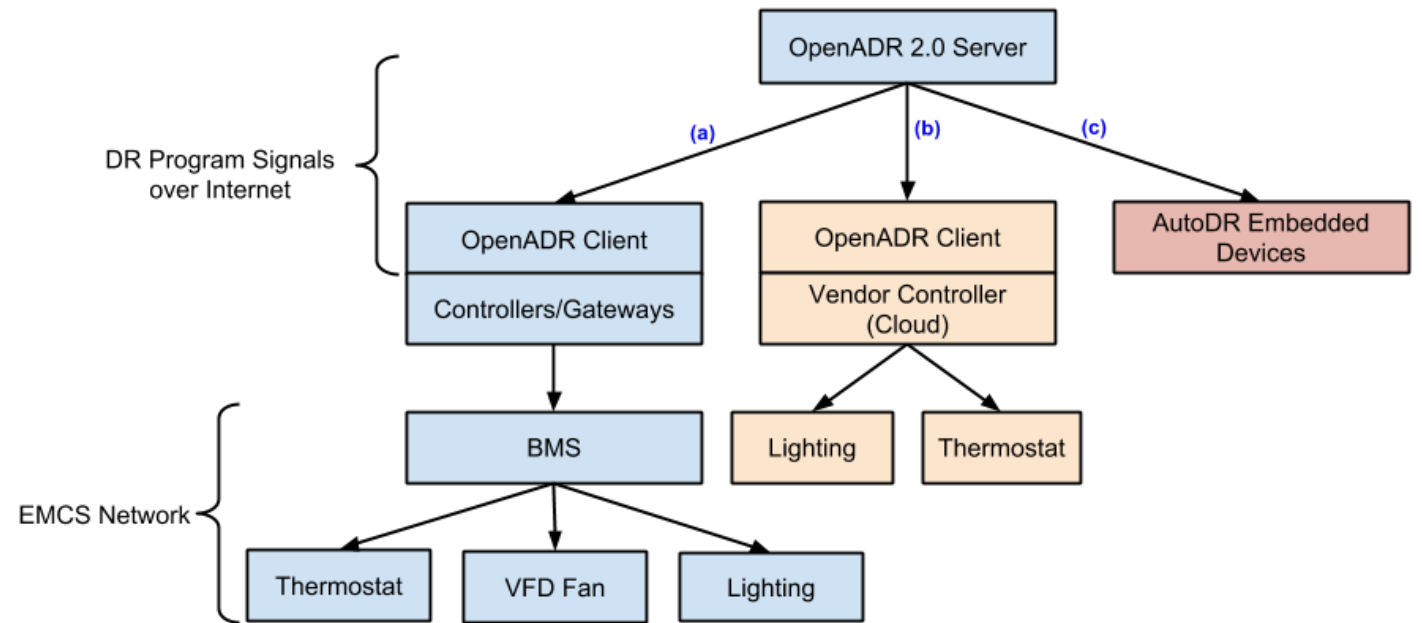 OpenADR 2.0 Server
(a)
(b)
(c)
DR Program Signals
over Internet
OpenADR Client
OpenADR Client
AutoDR Embedded
Devices
Controllers/Gateways
Vendor Controller
(Cloud)
BMS
Lighting
Thermostat
EMCS Network
Thermostat
VFD Fan
Lighting